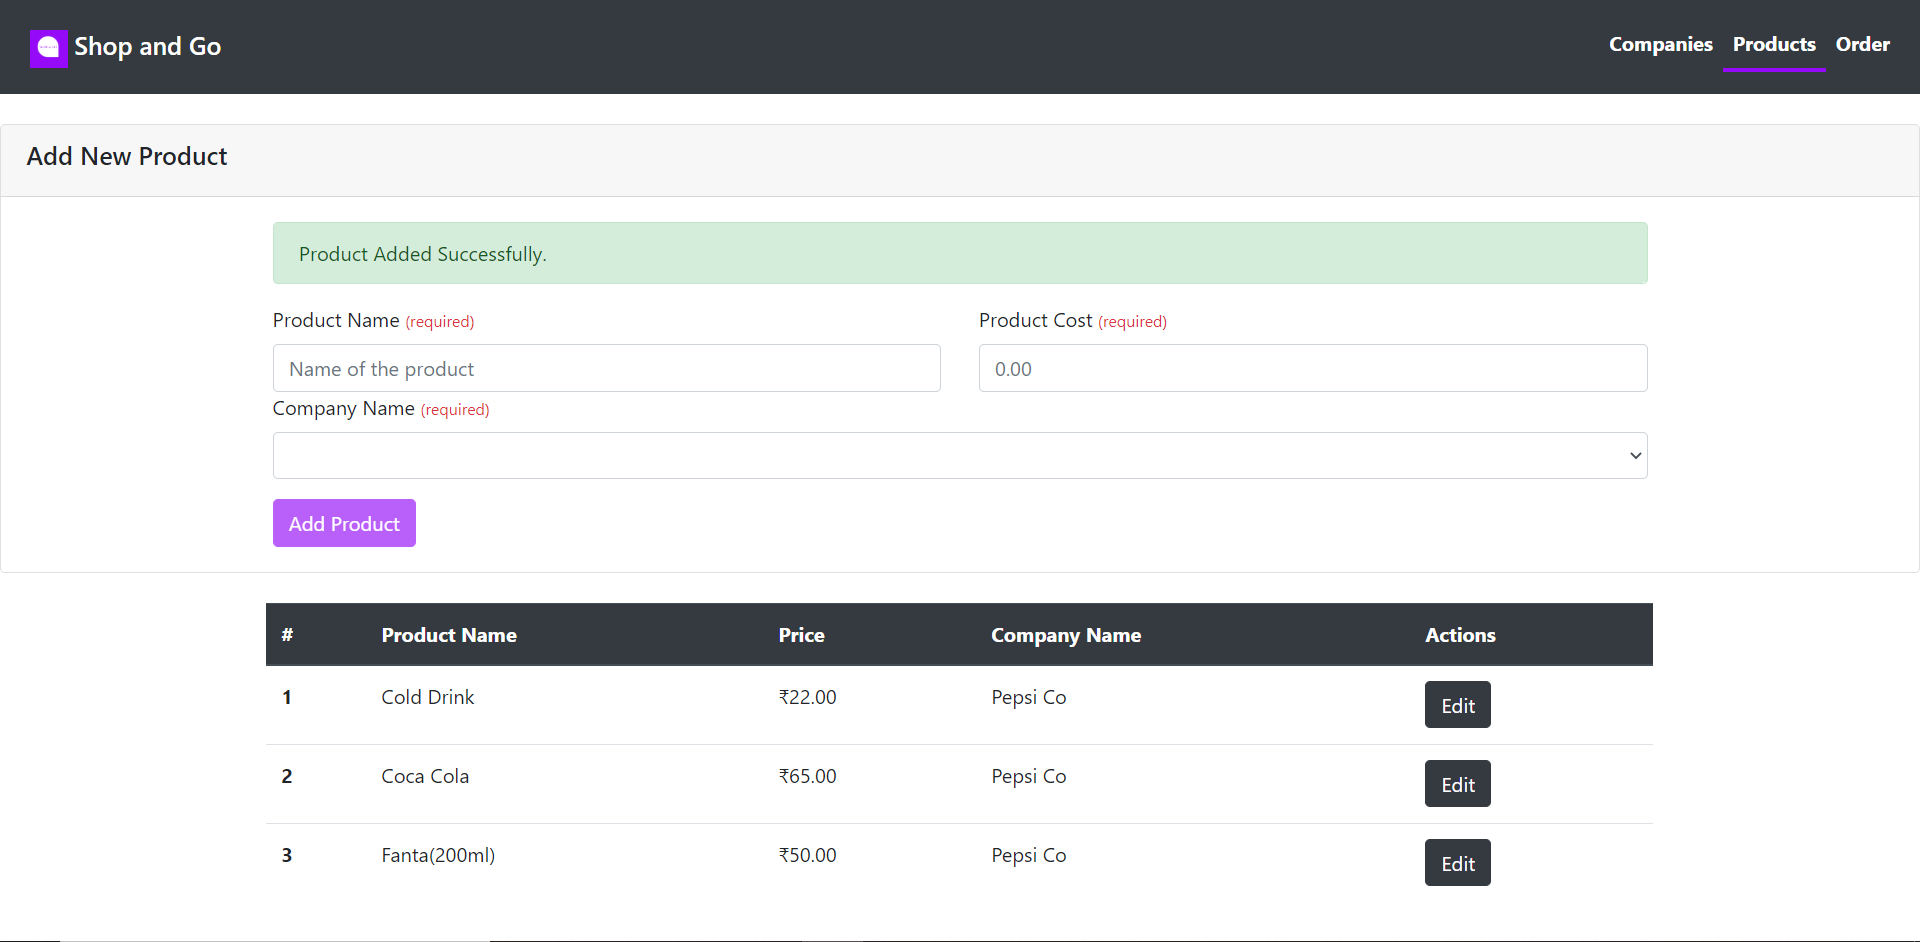 Shop and Go
Companies Products Order
Add New Product
Product Added Successfully.
Product Name (required) Product Cost (required)
Name of the product 0.00
Company Name (required)
Add Product
# Product Name Price Company Name Actions
1 Cold Drink ₹22.00 Pepsi Co Edit
2 Coca Cola ₹65.00 Pepsi Co Edit
3 Fanta(200ml) ₹50.00 Pepsi Co Edit